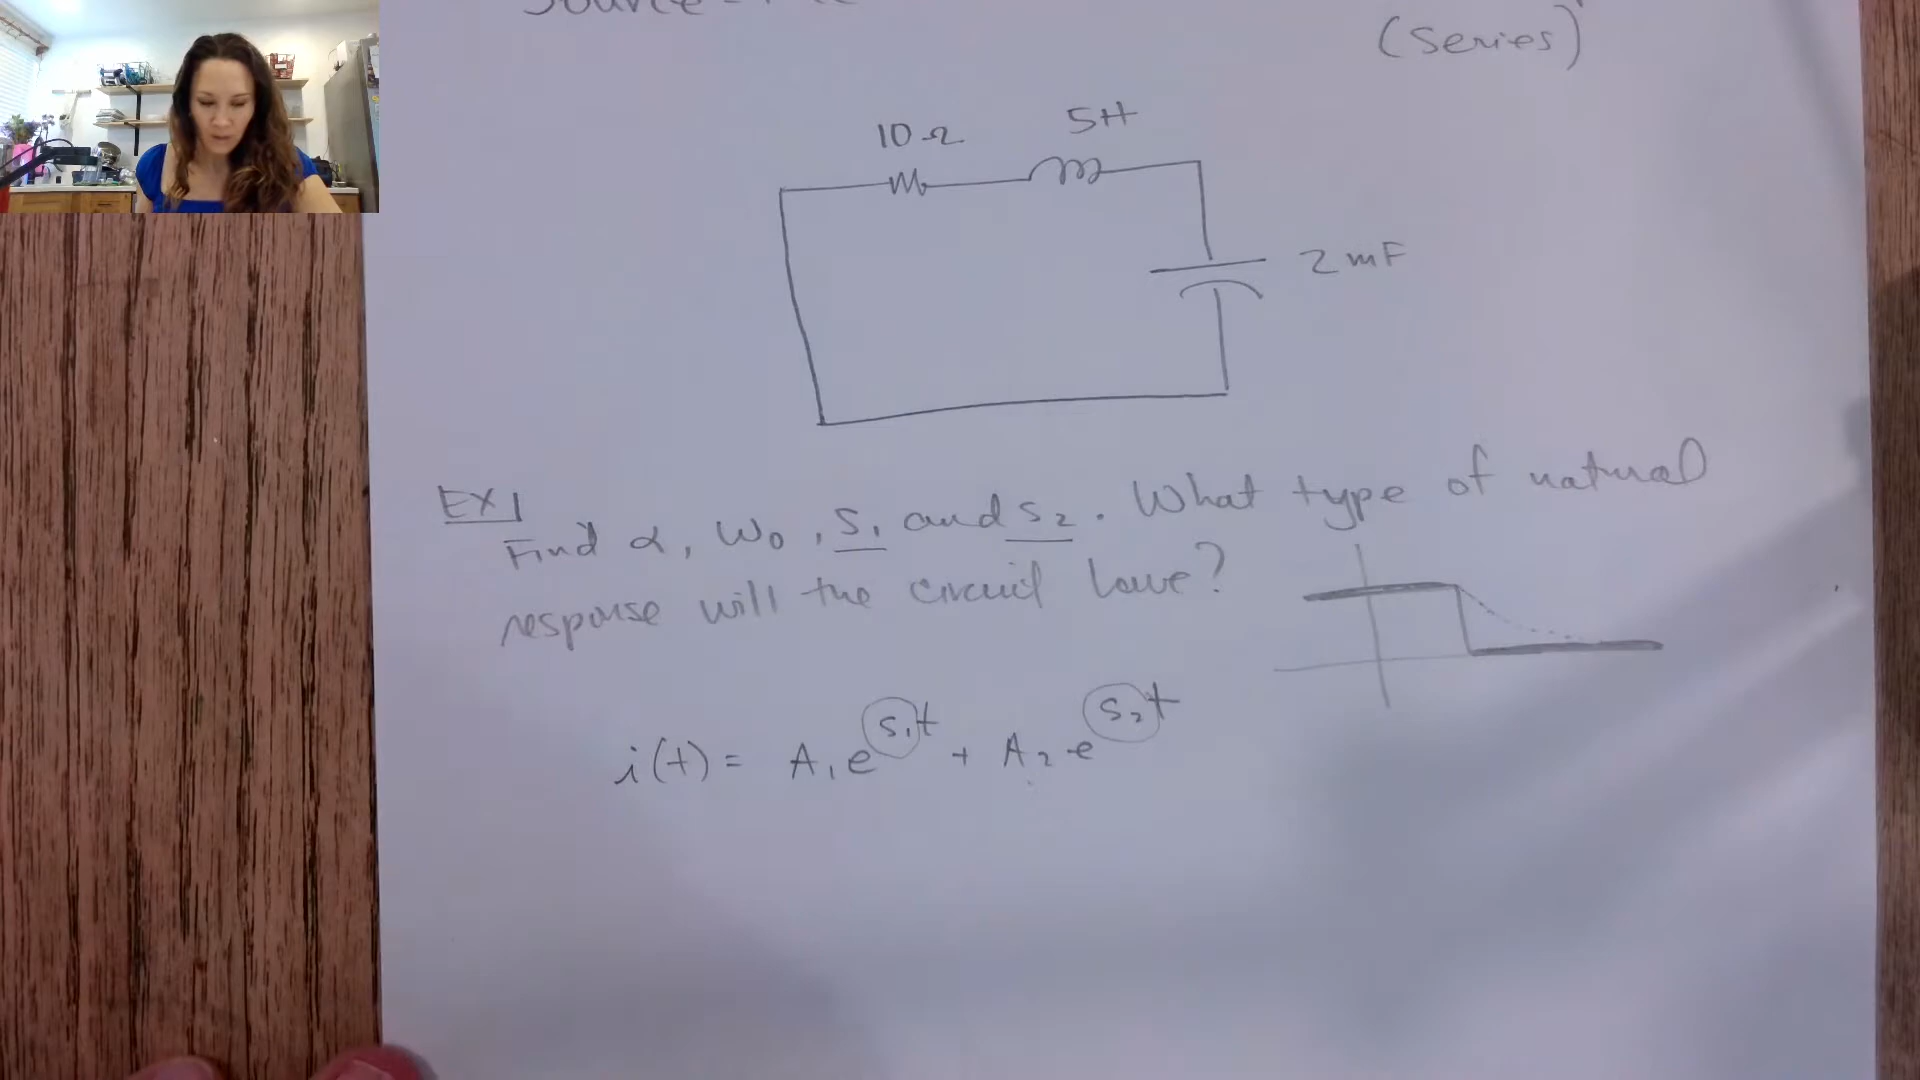 (series)
10Ω
5H
2 mF
EX1
Find α, ω₀, s₁ and s₂. What type of natural
response will the circuit have?
i(t) = A₁e^s₁t + A₂e^s₂t